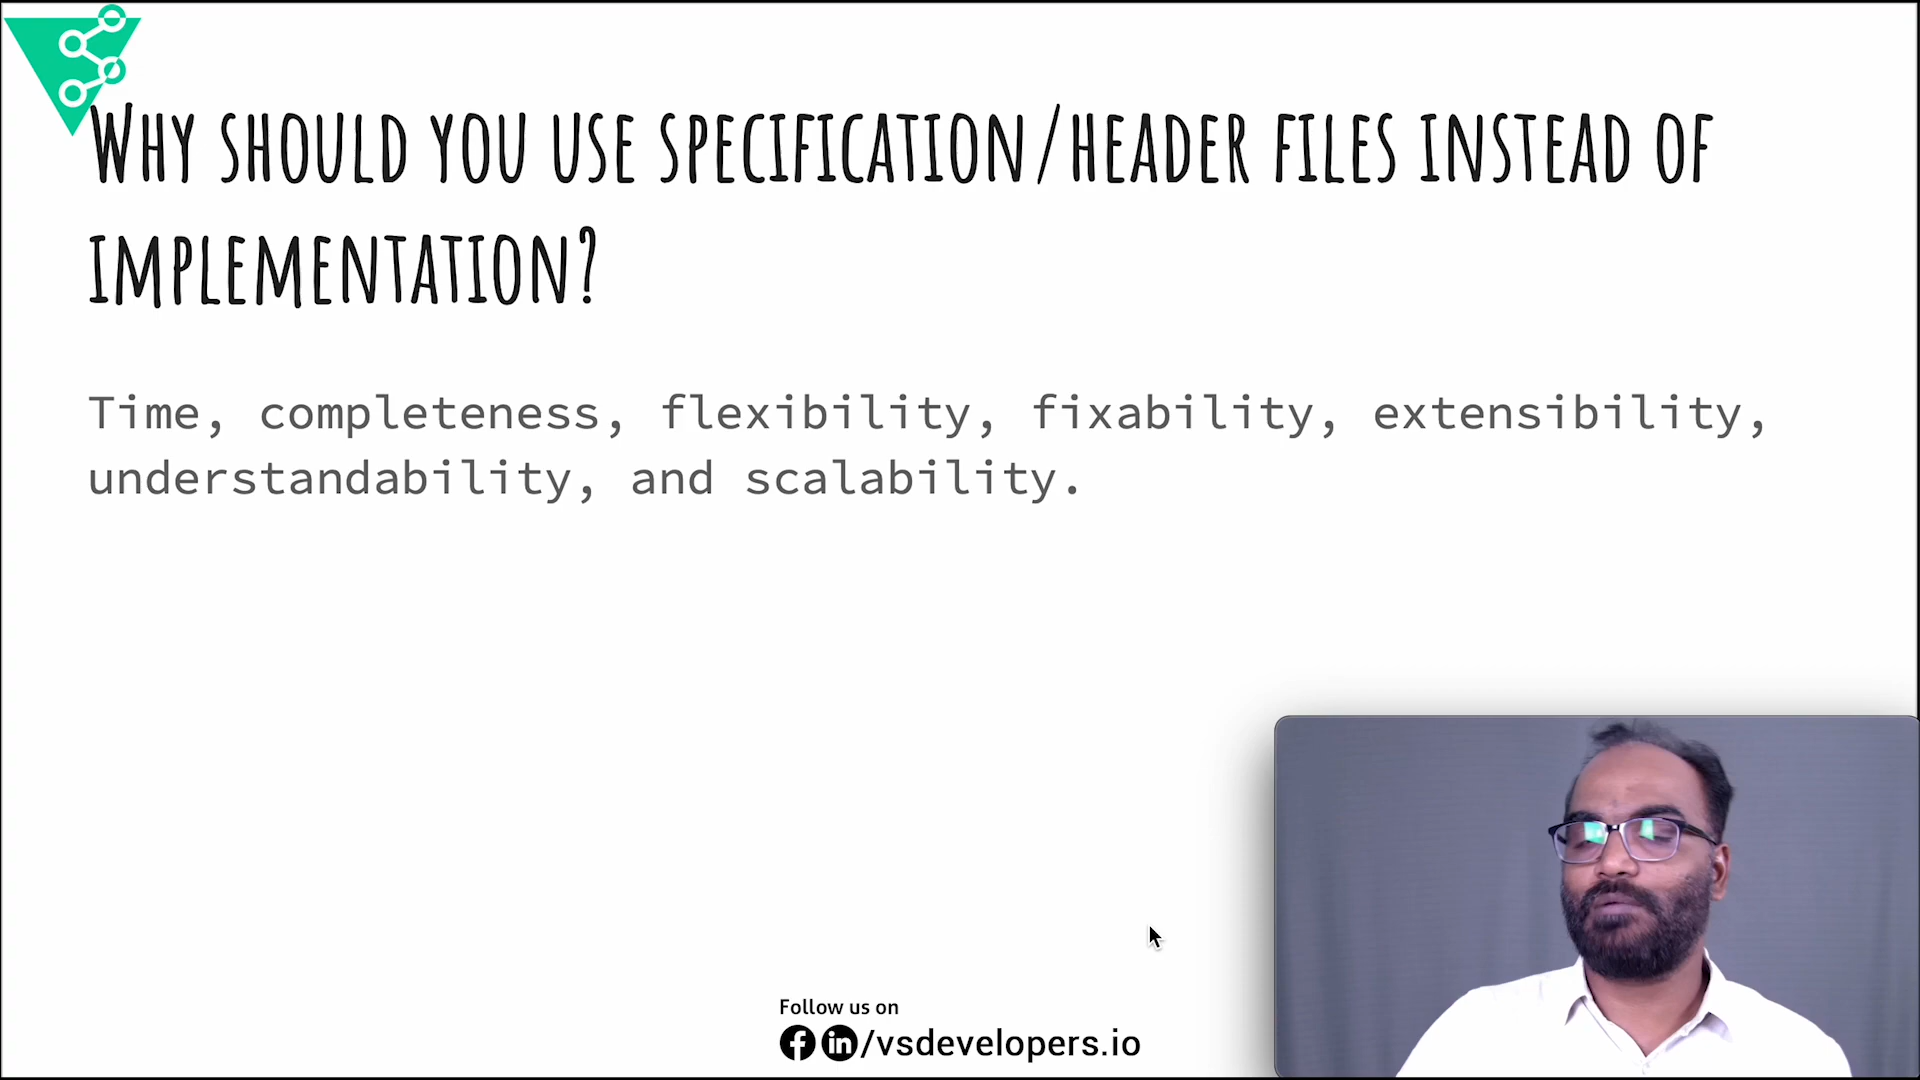 Why should you use specification/header files instead of
implementation?
Time, completeness, flexibility, fixability, extensibility,
understandability, and scalability.
Follow us on
f in /vsdevelopers.io